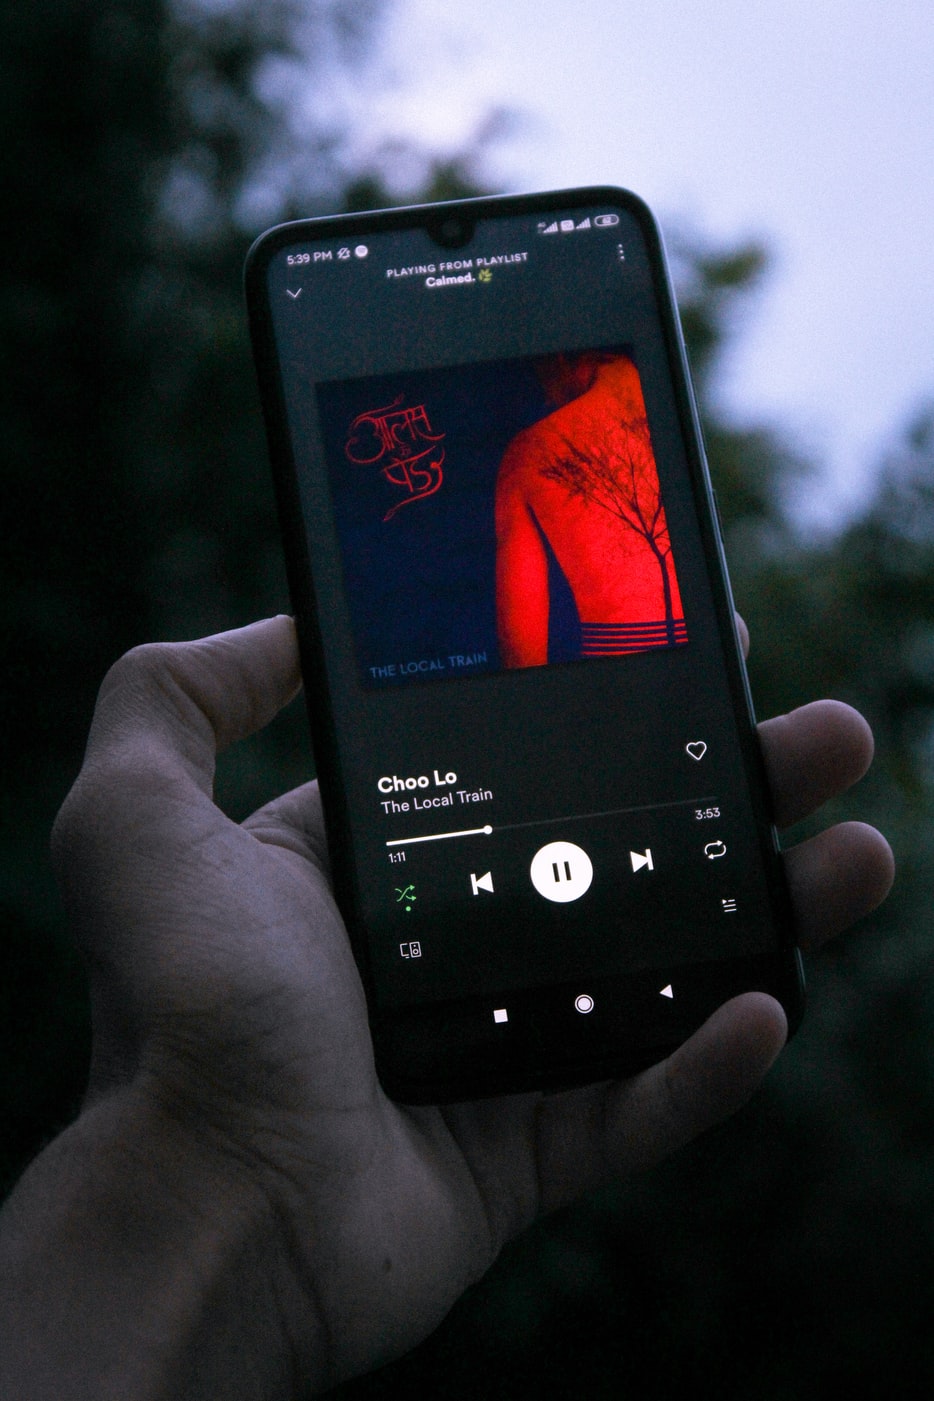 5:39 PM
62
PLAYING FROM PLAYLIST
Calmed. 🌿
आलस
का
पेड़
THE LOCAL TRAIN
Choo Lo
The Local Train
1:11
3:53